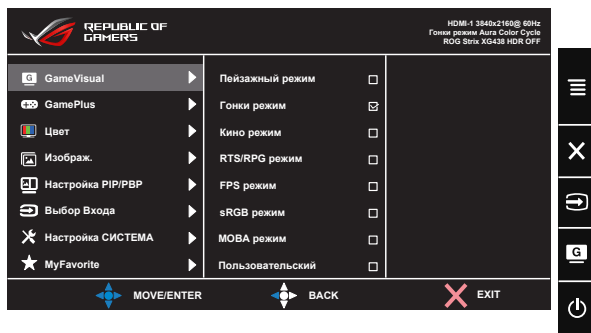 REPUBLIC OF
GAMERS
HDMI-1 3840x2160@ 60Hz
Гонки режим Aura Color Cycle
ROG Strix XG438 HDR OFF
G GameVisual
GamePlus
Цвет
Изображ.
Настройка PIP/PBP
Выбор Входа
Настройка СИСТЕМА
MyFavorite
Пейзажный режим
Гонки режим
Кино режим
RTS/RPG режим
FPS режим
sRGB режим
MOBA режим
Пользовательский
G
MOVE/ENTER
BACK
EXIT